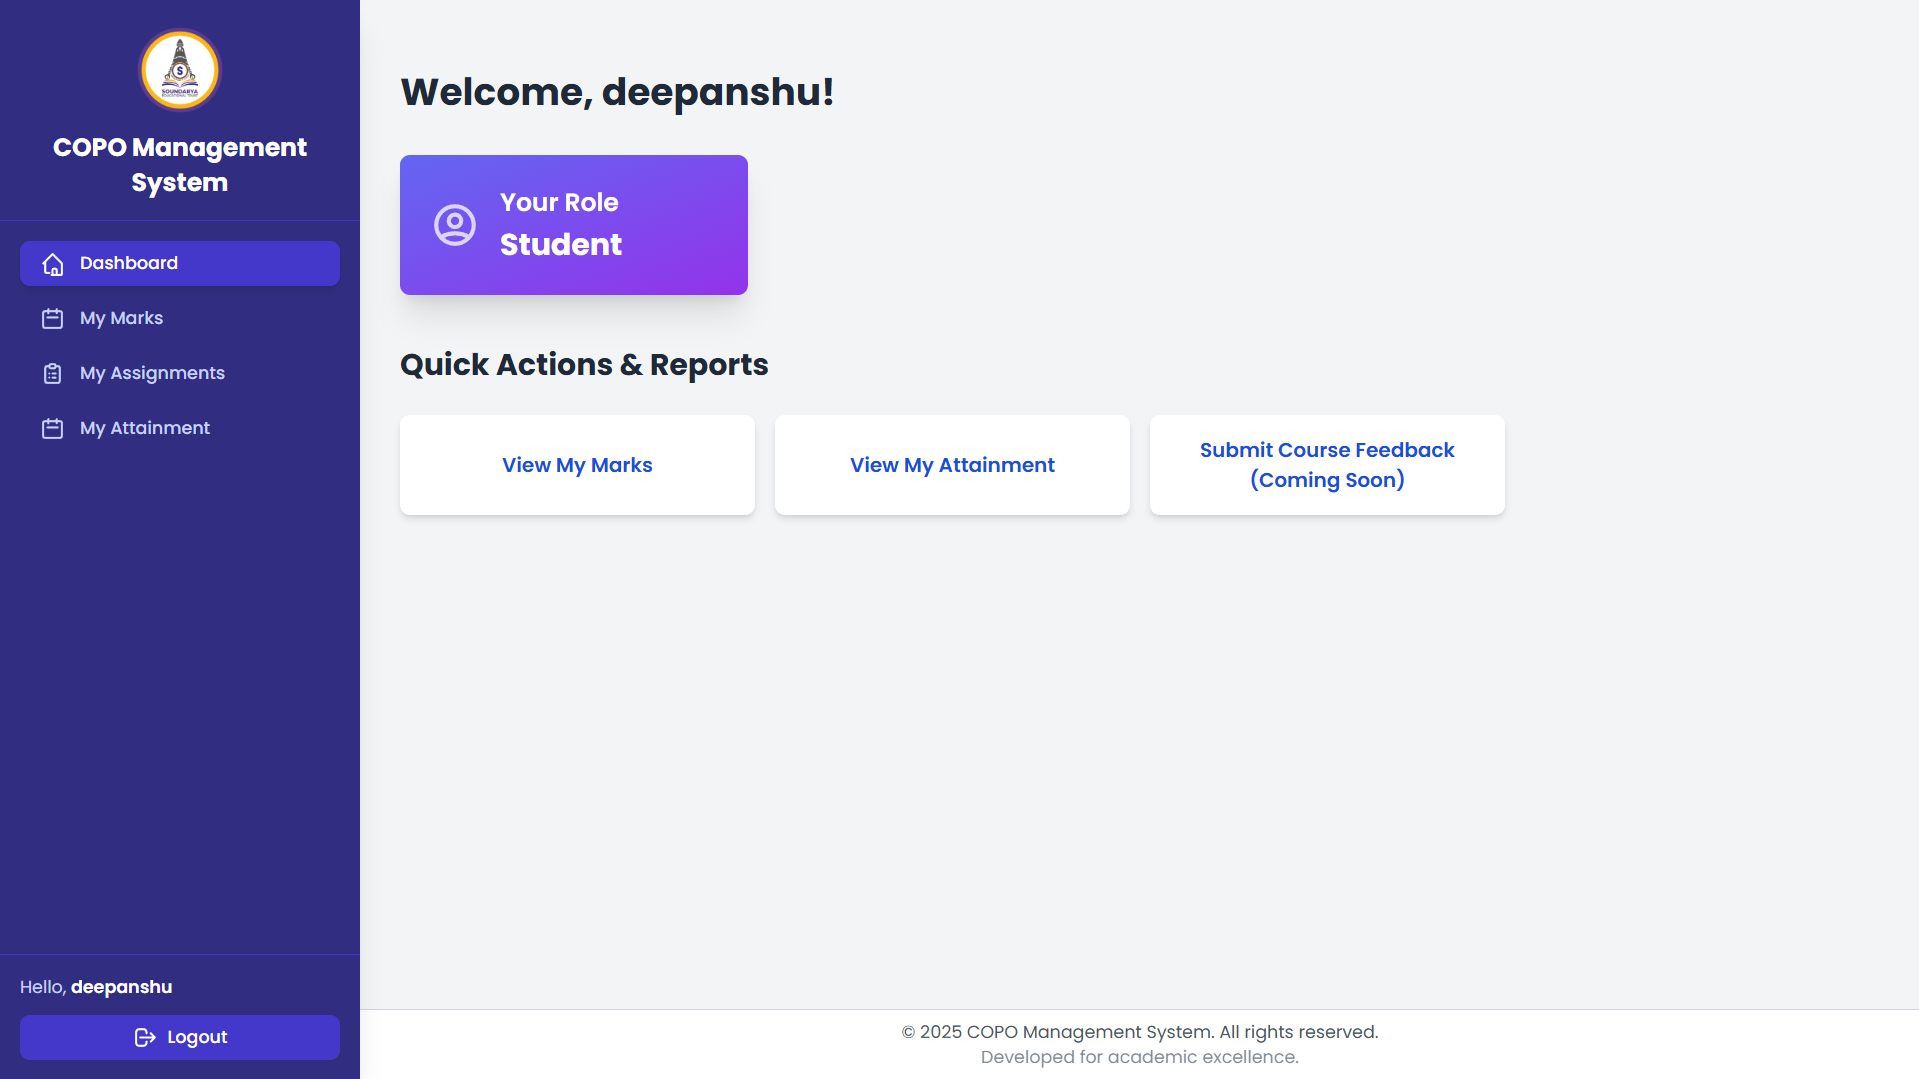 S
SOUNDARYA
EDUCATIONAL TRUST
COPO Management
System
Dashboard
My Marks
My Assignments
My Attainment
Hello, deepanshu
Logout
Welcome, deepanshu!
Your Role
Student
Quick Actions & Reports
View My Marks
View My Attainment
Submit Course Feedback
(Coming Soon)
© 2025 COPO Management System. All rights reserved.
Developed for academic excellence.